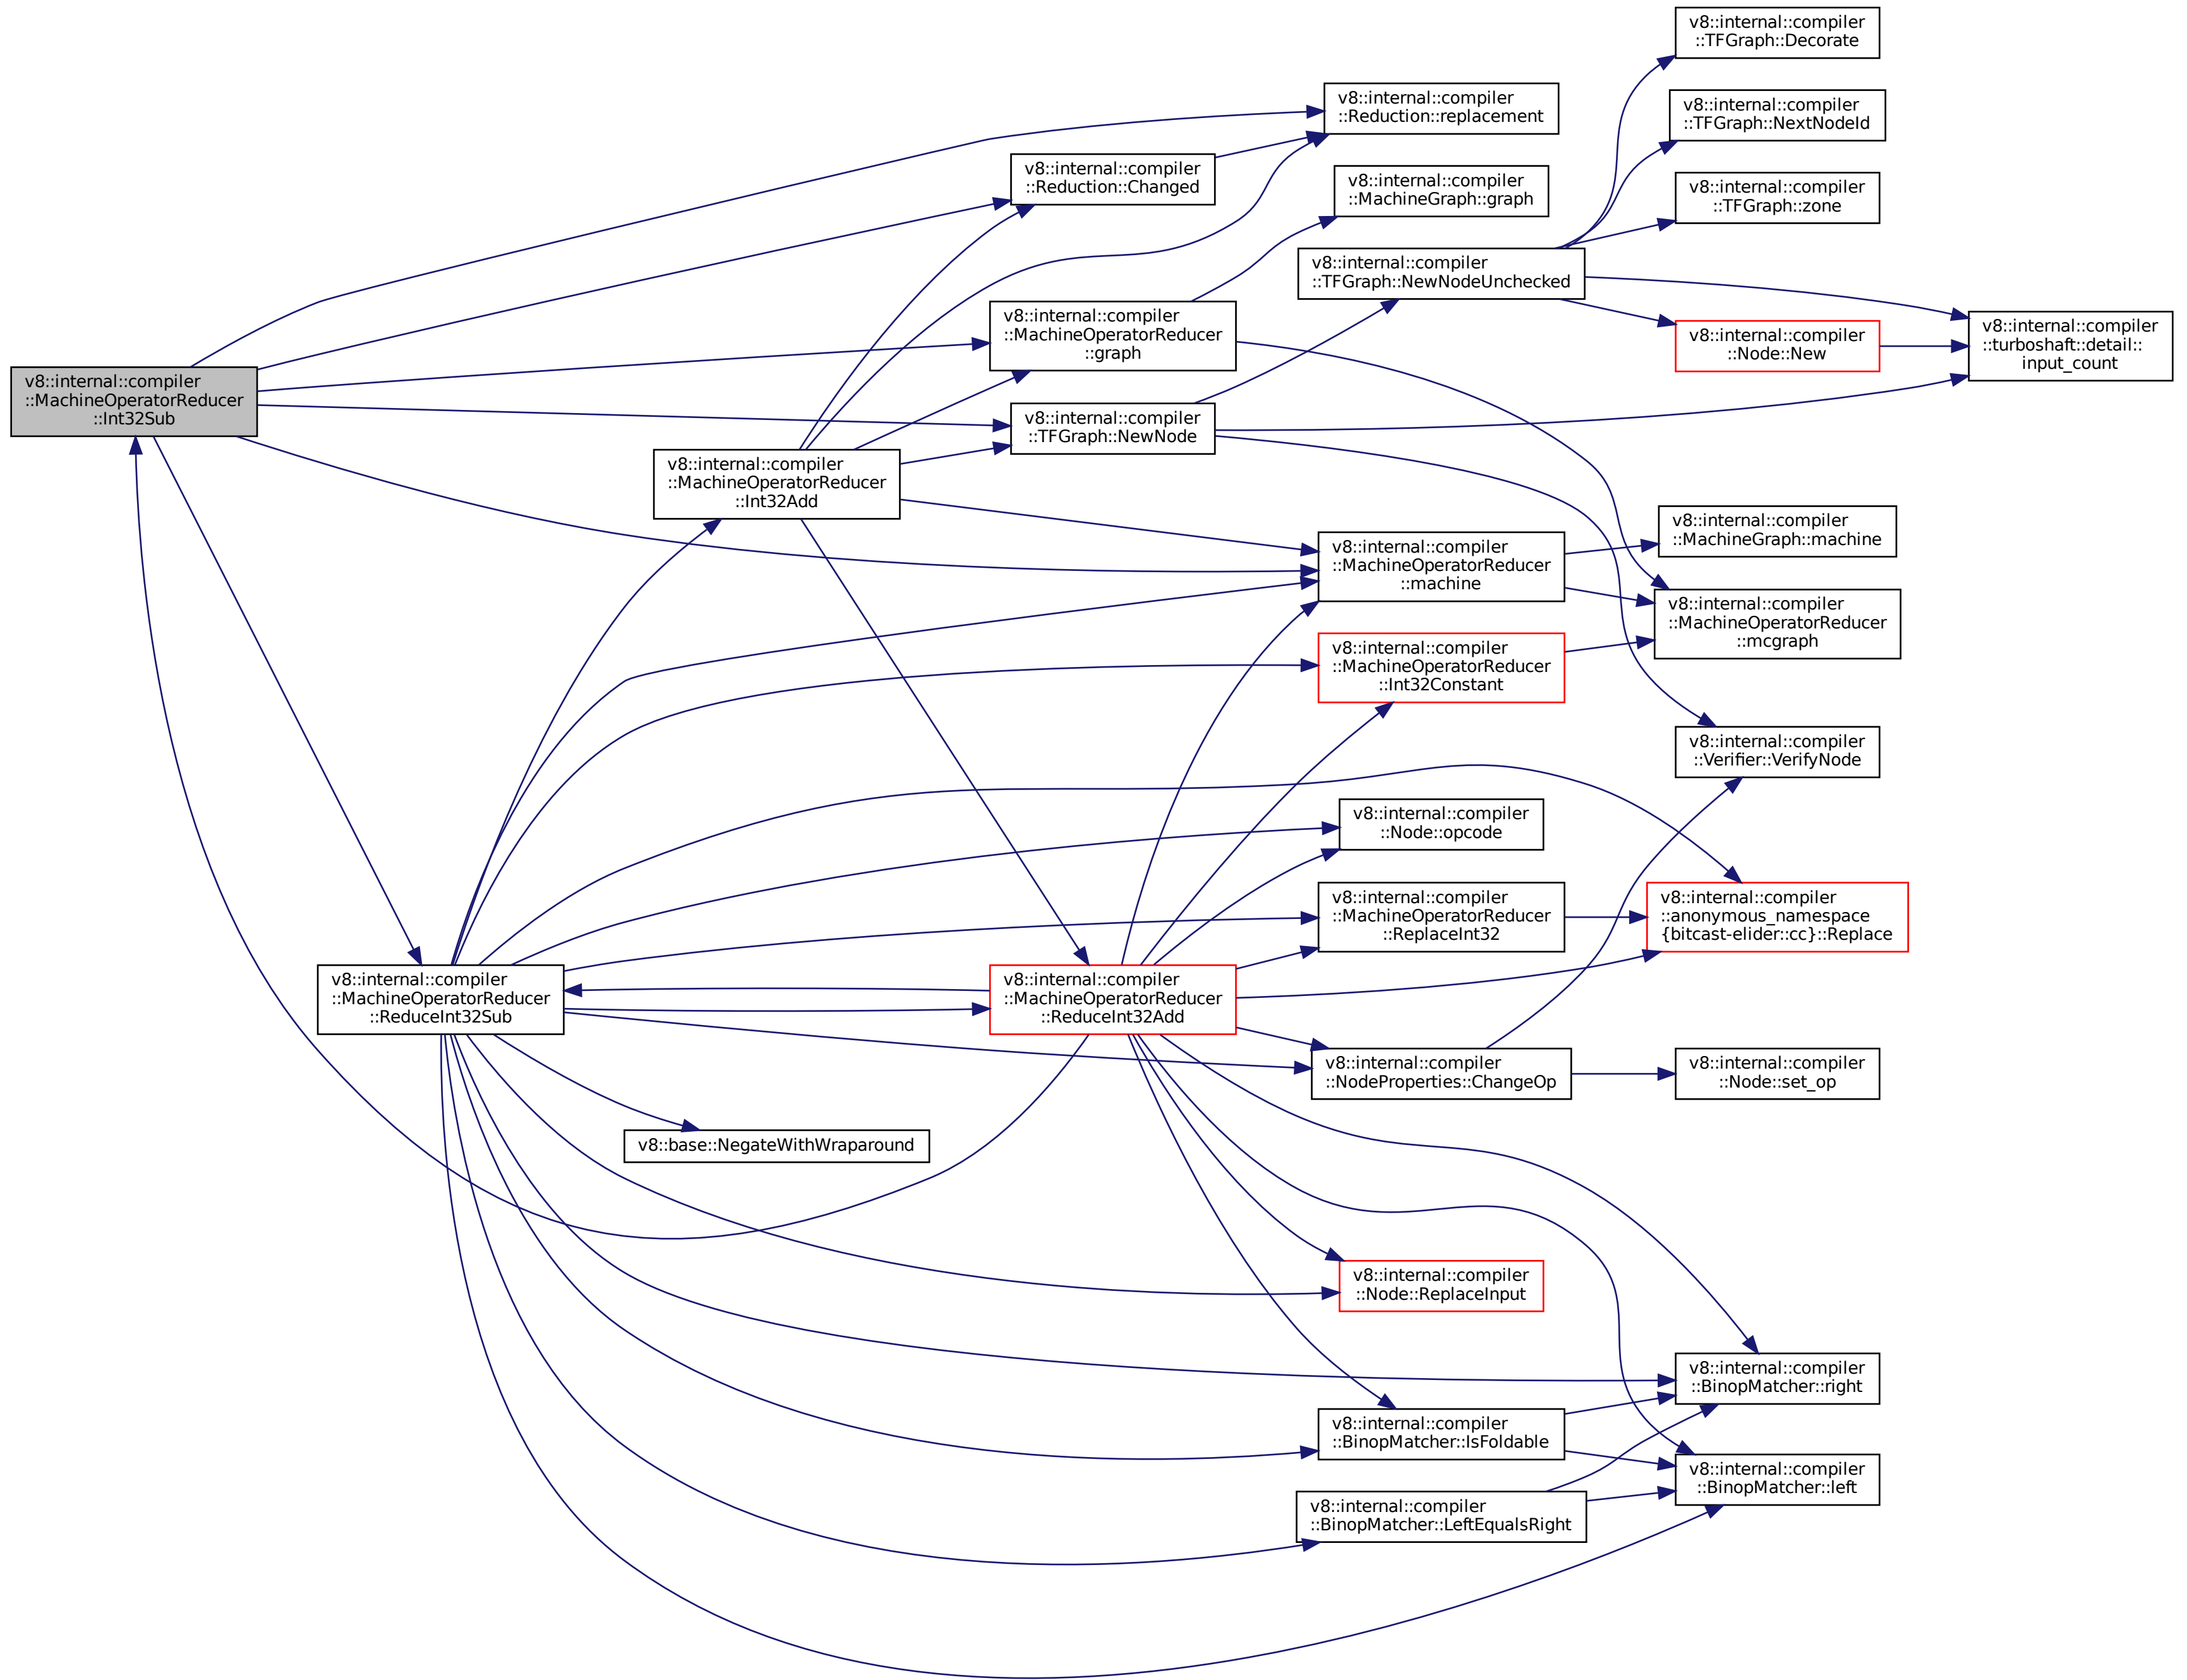 v8::internal::compiler
::MachineOperatorReducer
::Int32Sub
v8::internal::compiler
::MachineOperatorReducer
::ReduceInt32Sub
v8::internal::compiler
::MachineOperatorReducer
::Int32Add
v8::base::NegateWithWraparound
v8::internal::compiler
::Reduction::Changed
v8::internal::compiler
::MachineOperatorReducer
::graph
v8::internal::compiler
::TFGraph::NewNode
v8::internal::compiler
::MachineOperatorReducer
::ReduceInt32Add
v8::internal::compiler
::Reduction::replacement
v8::internal::compiler
::MachineGraph::graph
v8::internal::compiler
::TFGraph::NewNodeUnchecked
v8::internal::compiler
::MachineOperatorReducer
::machine
v8::internal::compiler
::MachineOperatorReducer
::Int32Constant
v8::internal::compiler
::Node::opcode
v8::internal::compiler
::MachineOperatorReducer
::ReplaceInt32
v8::internal::compiler
::NodeProperties::ChangeOp
v8::internal::compiler
::Node::ReplaceInput
v8::internal::compiler
::BinopMatcher::IsFoldable
v8::internal::compiler
::BinopMatcher::LeftEqualsRight
v8::internal::compiler
::TFGraph::Decorate
v8::internal::compiler
::TFGraph::NextNodeId
v8::internal::compiler
::TFGraph::zone
v8::internal::compiler
::Node::New
v8::internal::compiler
::MachineGraph::machine
v8::internal::compiler
::MachineOperatorReducer
::mcgraph
v8::internal::compiler
::Verifier::VerifyNode
v8::internal::compiler
::anonymous_namespace
{bitcast-elider::cc}::Replace
v8::internal::compiler
::Node::set_op
v8::internal::compiler
::BinopMatcher::right
v8::internal::compiler
::BinopMatcher::left
v8::internal::compiler
::turboshaft::detail::
input_count